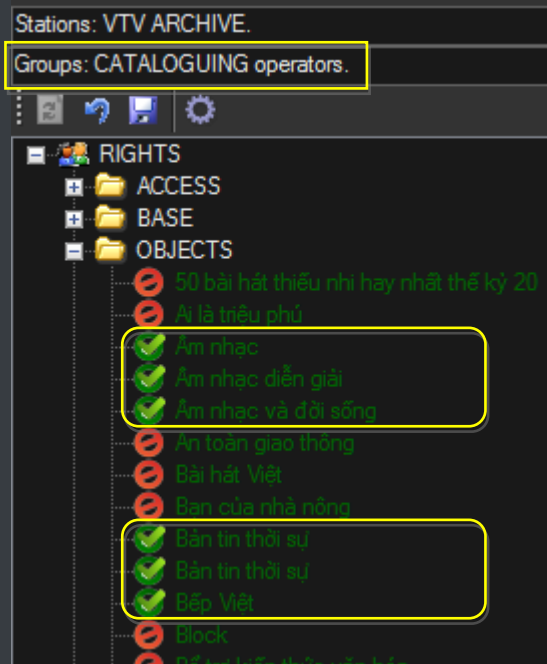 Stations: VTV ARCHIVE.
Groups: CATALOGUING operators.
RIGHTS
ACCESS
BASE
OBJECTS
50 bài hát thiếu nhi hay nhất thế kỷ 20
Ai là triệu phú
Âm nhạc
Âm nhạc diễn giải
Âm nhạc và đời sống
An toàn giao thông
Bài hát Việt
Bạn của nhà nông
Bản tin thời sự
Bản tin thời sự
Bếp Việt
Block